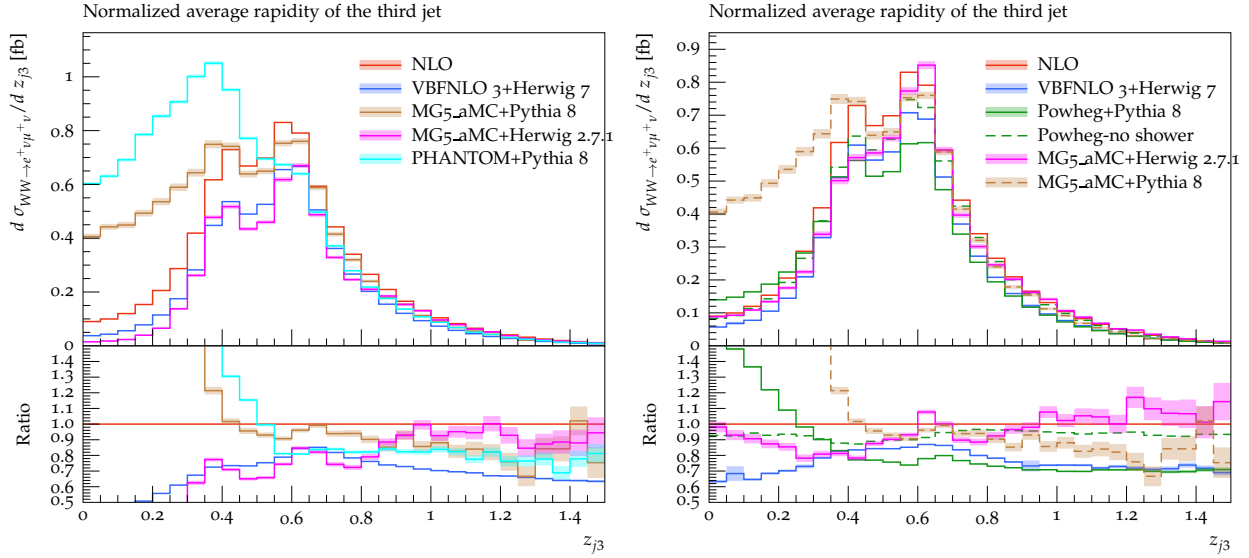 Normalized average rapidity of the third jet
d σ_{WW→e⁺νμ⁺ν}/d z_{j3} [fb]
NLO
VBFNLO 3+Herwig 7
MG5_aMC+Pythia 8
MG5_aMC+Herwig 2.7.1
PHANTOM+Pythia 8
1
0.8
0.6
0.4
0.2
0
Ratio
1.4
1.3
1.2
1.1
1.0
0.9
0.8
0.7
0.6
0.5
0 0.2 0.4 0.6 0.8 1 1.2 1.4
z_{j3}
Normalized average rapidity of the third jet
d σ_{WW→e⁺νμ⁺ν}/d z_{j3} [fb]
NLO
VBFNLO 3+Herwig 7
Powheg+Pythia 8
Powheg-no shower
MG5_aMC+Herwig 2.7.1
MG5_aMC+Pythia 8
0.9
0.8
0.7
0.6
0.5
0.4
0.3
0.2
0.1
0
Ratio
1.4
1.3
1.2
1.1
1.0
0.9
0.8
0.7
0.6
0.5
0 0.2 0.4 0.6 0.8 1 1.2 1.4
z_{j3}